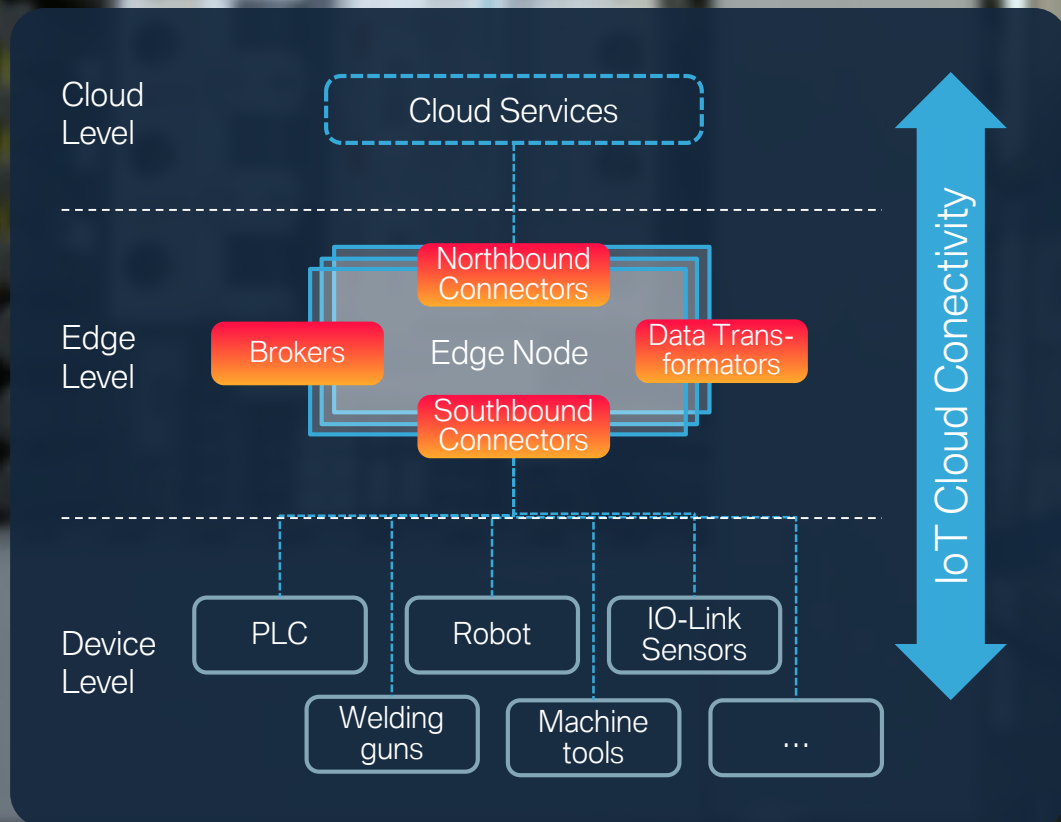 Cloud
Level
Cloud Services
Northbound
Connectors
Edge
Level
Brokers
Edge Node
Data Trans-
formators
Southbound
Connectors
Device
Level
PLC
Robot
IO-Link
Sensors
Welding
guns
Machine
tools
...
IoT Cloud Conectivity